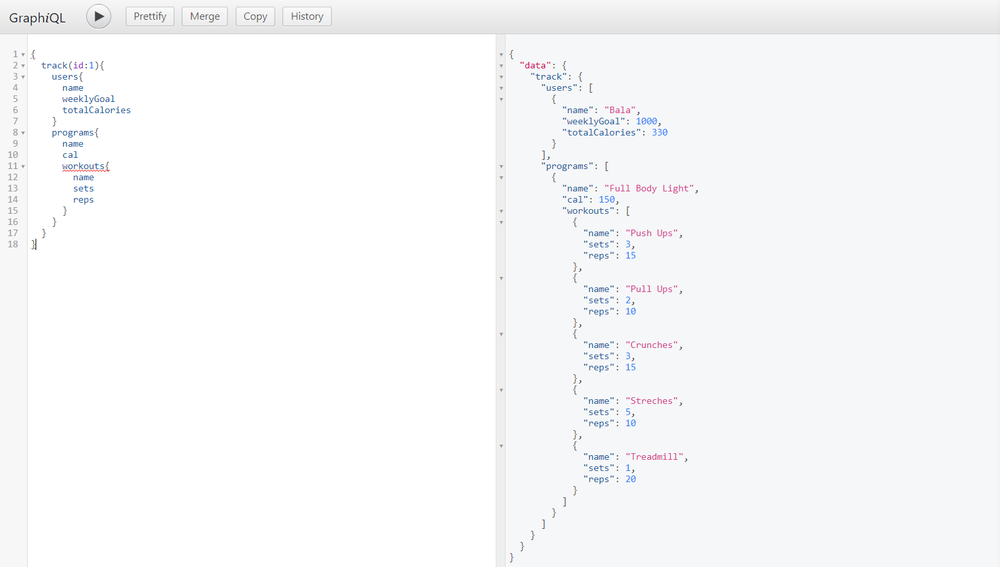 GraphiQL
Prettify
Merge
Copy
History
1 {
2 track(id:1){
3 users{
4 name
5 weeklyGoal
6 totalCalories
7 }
8 programs{
9 name
10 cal
11 workouts{
12 name
13 sets
14 reps
15 }
16 }
17 }
18 }
{
"data": {
"track": {
"users": [
{
"name": "Bala",
"weeklyGoal": 1000,
"totalCalories": 330
}
],
"programs": [
{
"name": "Full Body Light",
"cal": 150,
"workouts": [
{
"name": "Push Ups",
"sets": 3,
"reps": 15
},
{
"name": "Pull Ups",
"sets": 2,
"reps": 10
},
{
"name": "Crunches",
"sets": 3,
"reps": 15
},
{
"name": "Streches",
"sets": 5,
"reps": 10
},
{
"name": "Treadmill",
"sets": 1,
"reps": 20
}
]
}
]
}
}
}